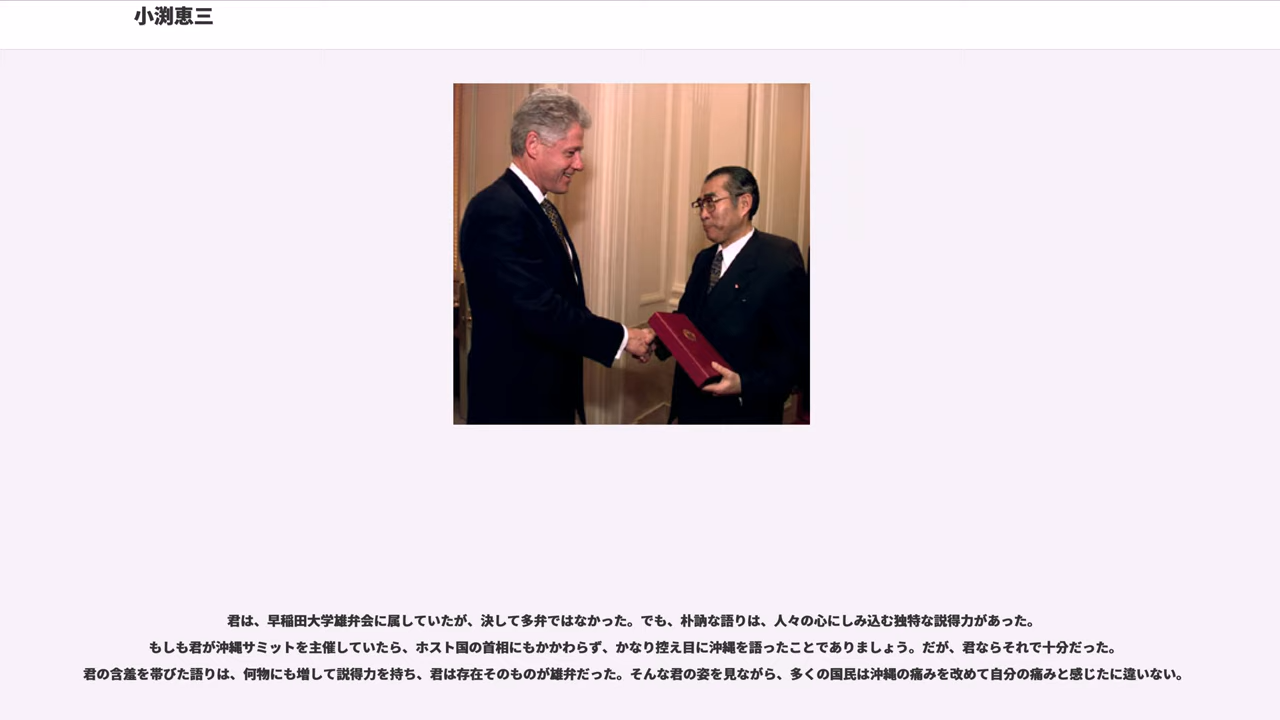 小渕恵三
君は、早稲田大学雄弁会に属していたが、決して多弁ではなかった。でも、朴訥な語りは、人々の心にしみ込む独特な説得力があった。
もしも君が沖縄サミットを主催していたら、ホスト国の首相にもかかわらず、かなり控え目に沖縄を語ったことでありましょう。だが、君ならそれで十分だった。
君の含羞を帯びた語りは、何物にも増して説得力を持ち、君は存在そのものが雄弁だった。そんな君の姿を見ながら、多くの国民は沖縄の痛みを改めて自分の痛みと感じたに違いない。